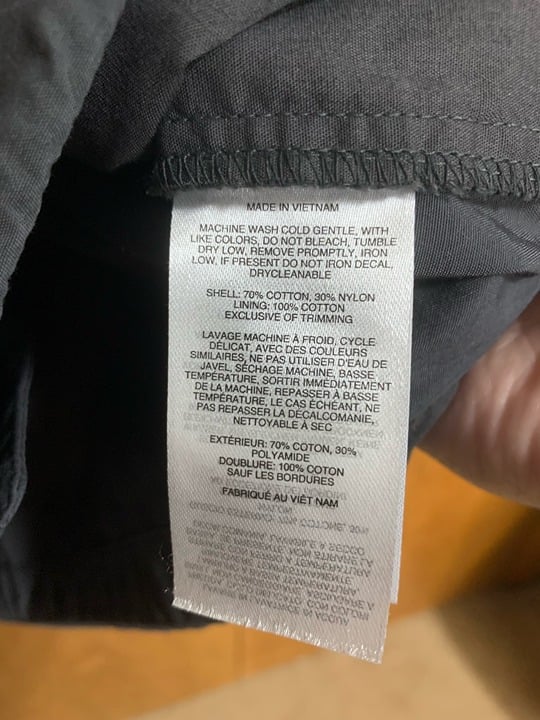 MADE IN VIETNAM
MACHINE WASH COLD GENTLE, WITH
LIKE COLORS, DO NOT BLEACH, TUMBLE
DRY LOW, REMOVE PROMPTLY, IRON
LOW, IF PRESENT DO NOT IRON DECAL,
DRYCLEANABLE
SHELL: 70% COTTON, 30% NYLON
LINING: 100% COTTON
EXCLUSIVE OF TRIMMING
LAVAGE MACHINE À FROID, CYCLE
DÉLICAT, AVEC DES COULEURS
SIMILAIRES, NE PAS UTILISER D'EAU DE
JAVEL, SÉCHAGE MACHINE, BASSE
TEMPÉRATURE, SORTIR IMMÉDIATEMENT
DE LA MACHINE, REPASSER À BASSE
TEMPÉRATURE, LE CAS ÈCHÉANT, NE
PAS REPASSER LA DÉCALCOMANIE,
NETTOYABLE À SEC
EXTÉRIEUR: 70% COTON, 30%
POLYAMIDE
DOUBLURE: 100% COTON
SAUF LES BORDURES
FABRIQUÉ AU VIÊT NAM